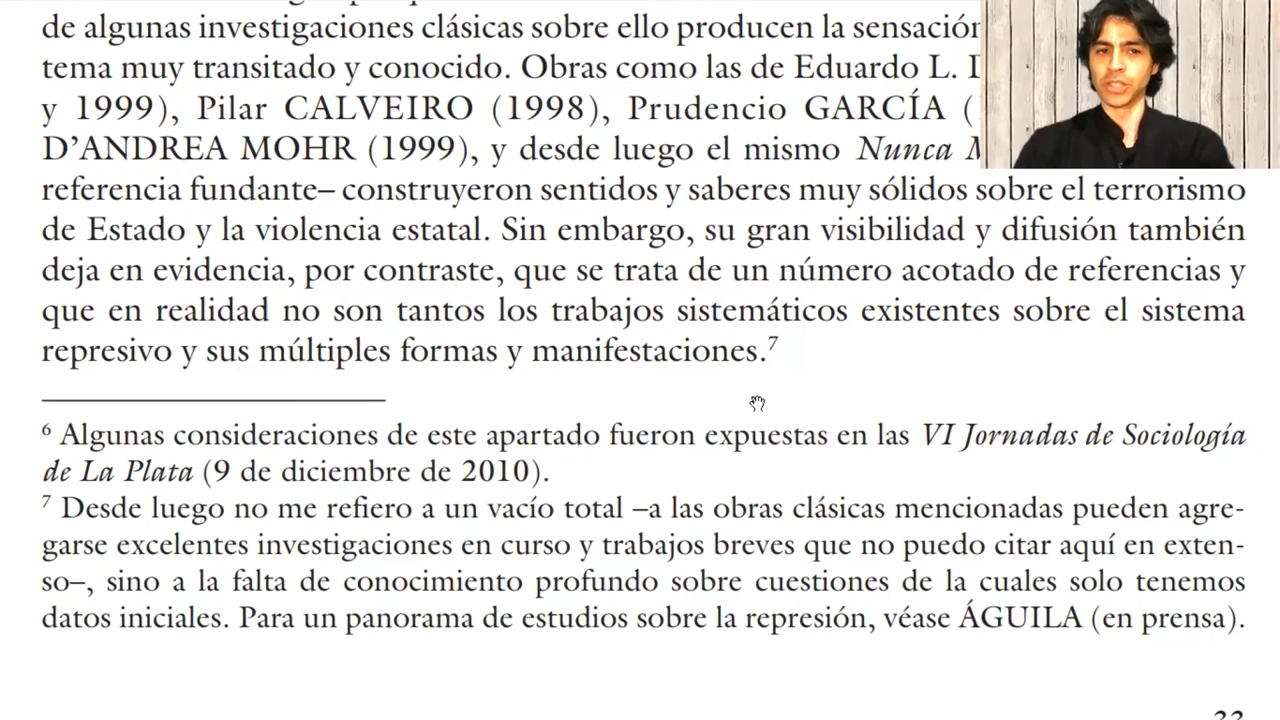 de algunas investigaciones clásicas sobre ello producen la sensación
tema muy transitado y conocido. Obras como las de Eduardo L.
y 1999), Pilar CALVEIRO (1998), Prudencio GARCÍA (
D’ANDREA MOHR (1999), y desde luego el mismo Nunca
referencia fundante– construyeron sentidos y saberes muy sólidos sobre el terrorismo
de Estado y la violencia estatal. Sin embargo, su gran visibilidad y difusión también
deja en evidencia, por contraste, que se trata de un número acotado de referencias y
que en realidad no son tantos los trabajos sistemáticos existentes sobre el sistema
represivo y sus múltiples formas y manifestaciones.⁷
⁶ Algunas consideraciones de este apartado fueron expuestas en las VI Jornadas de Sociología
de La Plata (9 de diciembre de 2010).
⁷ Desde luego no me refiero a un vacío total –a las obras clásicas mencionadas pueden agre-
garse excelentes investigaciones en curso y trabajos breves que no puedo citar aquí en exten-
so–, sino a la falta de conocimiento profundo sobre cuestiones de la cuales solo tenemos
datos iniciales. Para un panorama de estudios sobre la represión, véase ÁGUILA (en prensa).